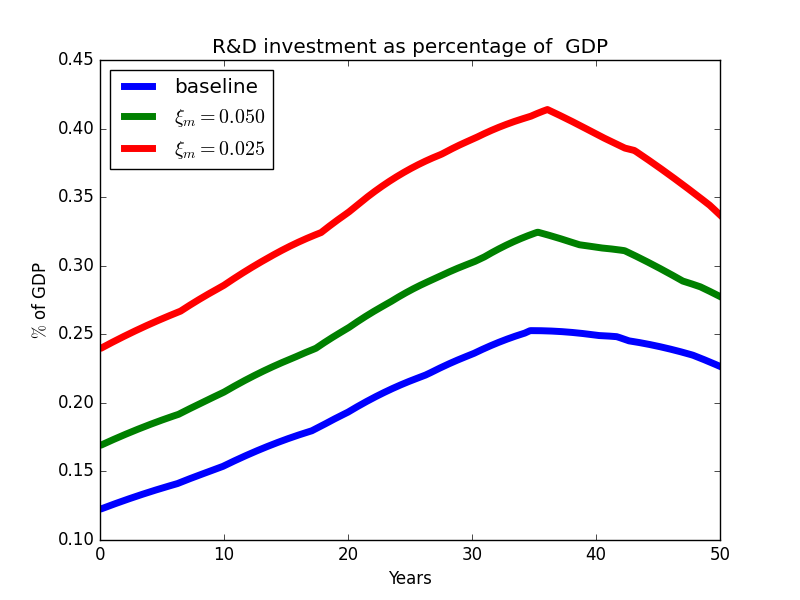 R&D investment as percentage of  GDP
baseline
ξm = 0.050
ξm = 0.025
% of GDP
0.45
0.40
0.35
0.30
0.25
0.20
0.15
0.10
0 10 20 30 40 50
Years